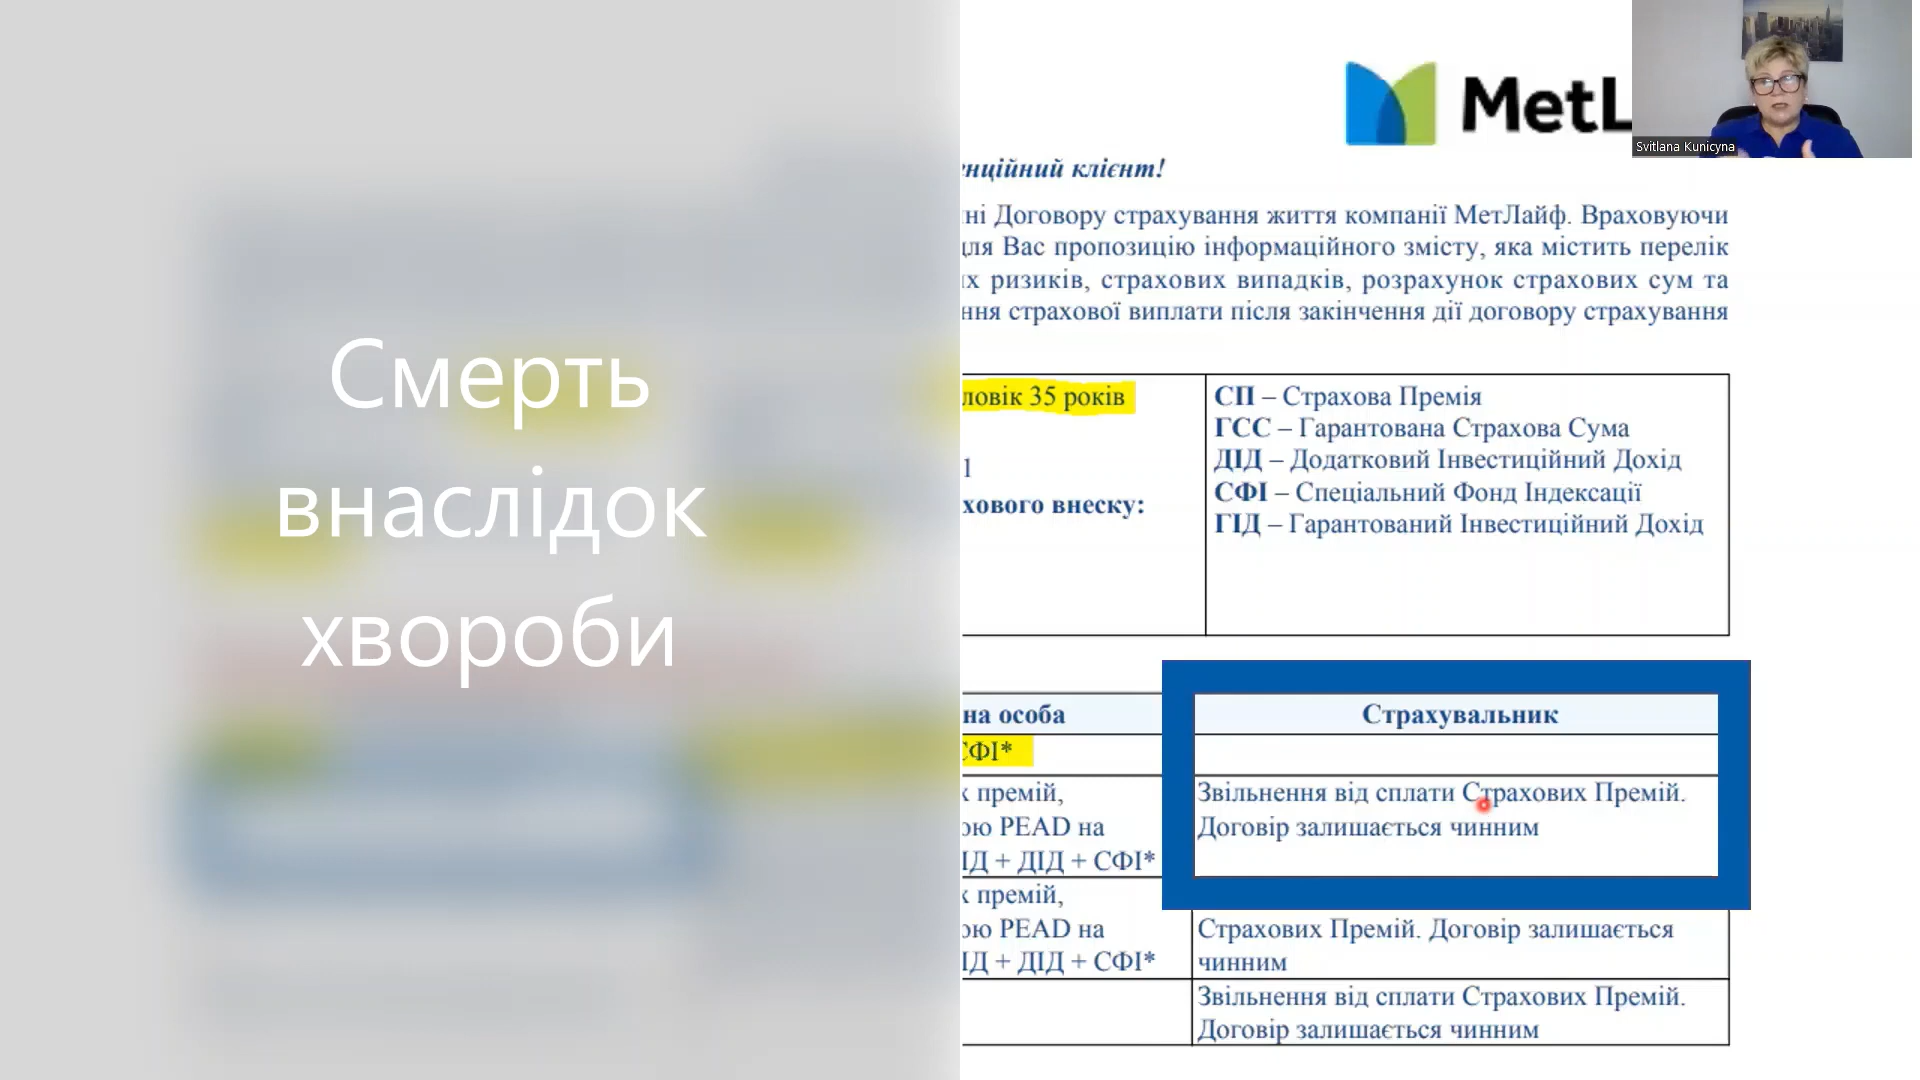 Смерть
внаслідок
хвороби
MetL
Svitlana Kunicyna
енційний клієнт!
ні Договору страхування життя компанії МетЛайф. Враховуючи
для Вас пропозицію інформаційного змісту, яка містить перелік
х ризиків, страхових випадків, розрахунок страхових сум та
ння страхової виплати після закінчення дії договору страхування
ловік 35 років
1
хового внеску:
СП – Страхова Премія
ГСС – Гарантована Страхова Сума
ДІД – Додатковий Інвестиційний Дохід
СФІ – Спеціальний Фонд Індексації
ГІД – Гарантований Інвестиційний Дохід
на особа
Страхувальник
СФІ*
х премій,
ою PEAD на
ІД + ДІД + СФІ*
Звільнення від сплати Страхових Премій.
Договір залишається чинним
х премій,
ою PEAD на
ІД + ДІД + СФІ*
Страхових Премій. Договір залишається
чинним
Звільнення від сплати Страхових Премій.
Договір залишається чинним